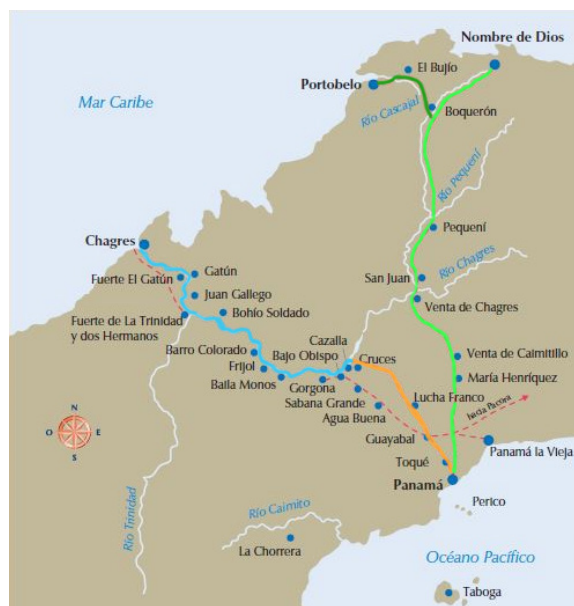 Nombre de Dios
El Bujío
Portobelo
Mar Caribe
Río Cascajal
Boquerón
Río Pequení
Pequení
Chagres
Río Chagres
Gatún
San Juan
Fuerte El Gatún
Juan Gallego
Venta de Chagres
Bohío Soldado
Fuerte de La Trinidad
y dos Hermanos
Cazalla
Barro Colorado
Bajo Obispo
Cruces
Venta de Caimitillo
Frijol
María Henríquez
Baila Monos
Gorgona
Sabana Grande
Lucha Franco
hacia Pacora
Agua Buena
N
O
E
S
Guayabal
Panamá la Vieja
Toqué
Panamá
Perico
Río Trinidad
Río Caimito
La Chorrera
Océano Pacífico
Taboga